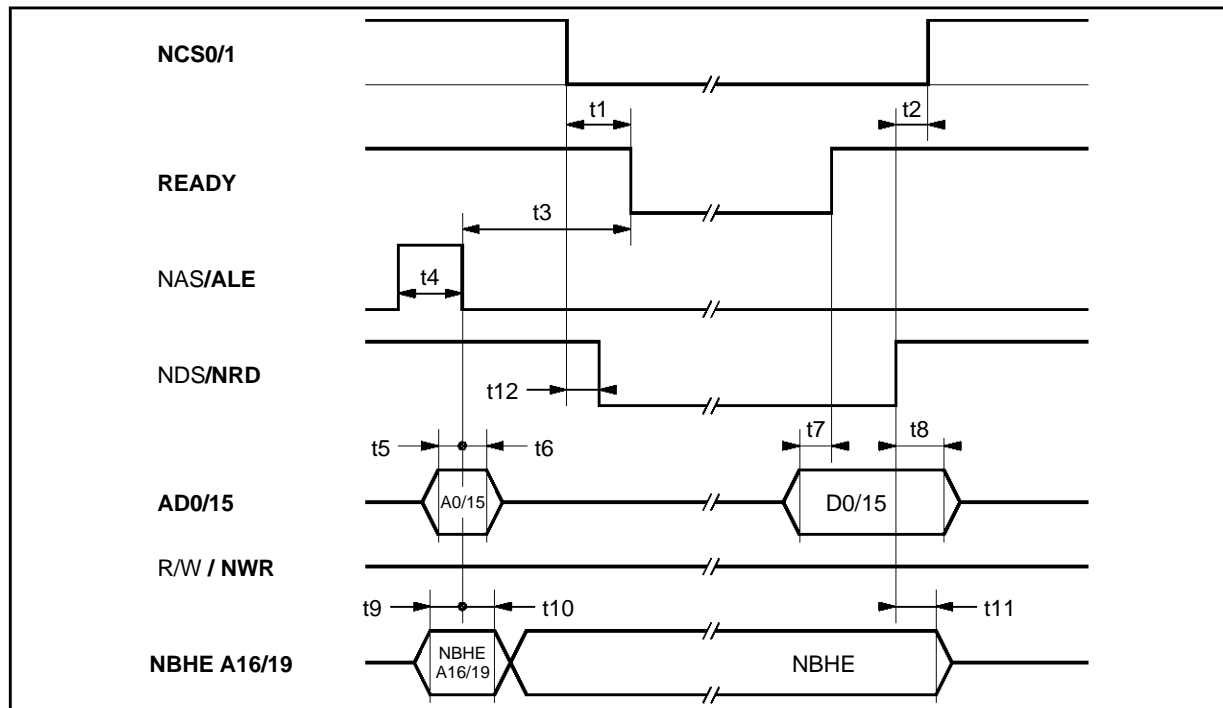 NCS0/1
t1
t2
READY
t3
NAS/ALE
t4
NDS/NRD
t12
t5
t6
t7
t8
AD0/15
A0/15
D0/15
R/W / NWR
t9
t10
t11
NBHE A16/19
NBHE
A16/19
NBHE